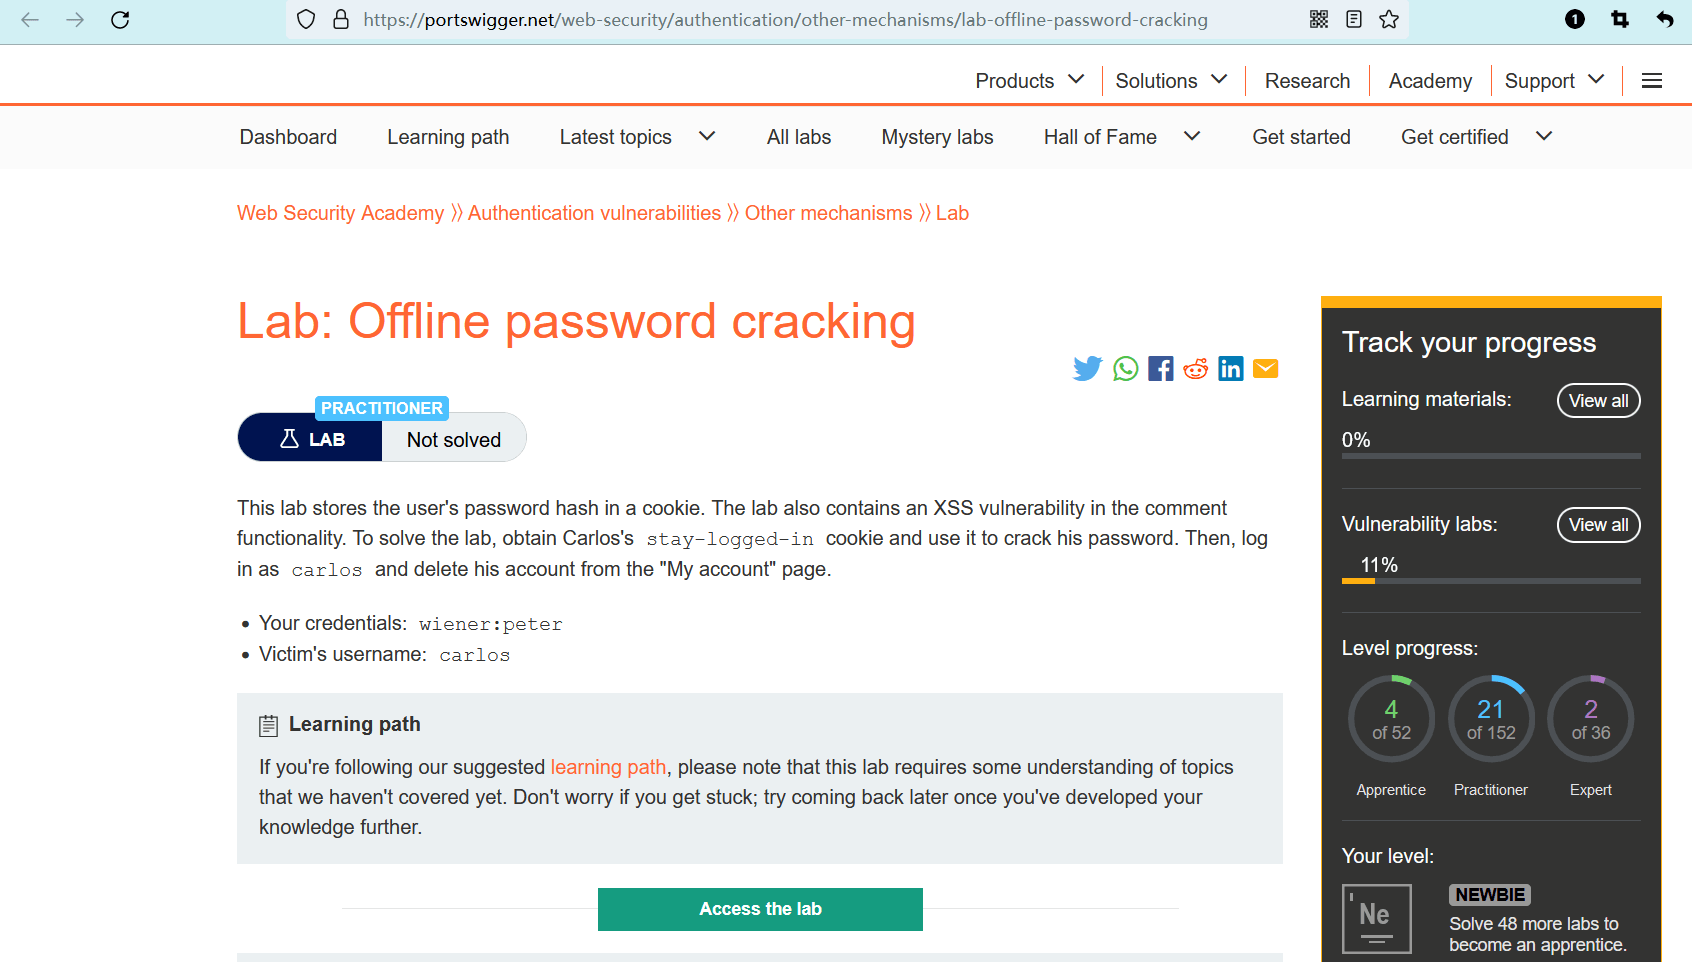 https://portswigger.net/web-security/authentication/other-mechanisms/lab-offline-password-cracking
1
Products
Solutions
Research
Academy
Support
Dashboard
Learning path
Latest topics
All labs
Mystery labs
Hall of Fame
Get started
Get certified
Web Security Academy》Authentication vulnerabilities》Other mechanisms》Lab
Lab: Offline password cracking
PRACTITIONER
LAB
Not solved
This lab stores the user's password hash in a cookie. The lab also contains an XSS vulnerability in the comment
functionality. To solve the lab, obtain Carlos's stay-logged-in cookie and use it to crack his password. Then, log
in as carlos and delete his account from the "My account" page.
• Your credentials: wiener:peter
• Victim's username: carlos
Learning path
If you're following our suggested learning path, please note that this lab requires some understanding of topics
that we haven't covered yet. Don't worry if you get stuck; try coming back later once you've developed your
knowledge further.
Access the lab
Track your progress
Learning materials:
View all
0%
Vulnerability labs:
View all
11%
Level progress:
4
of 52
21
of 152
2
of 36
Apprentice
Practitioner
Expert
Your level:
Ne
NEWBIE
Solve 48 more labs to
become an apprentice.